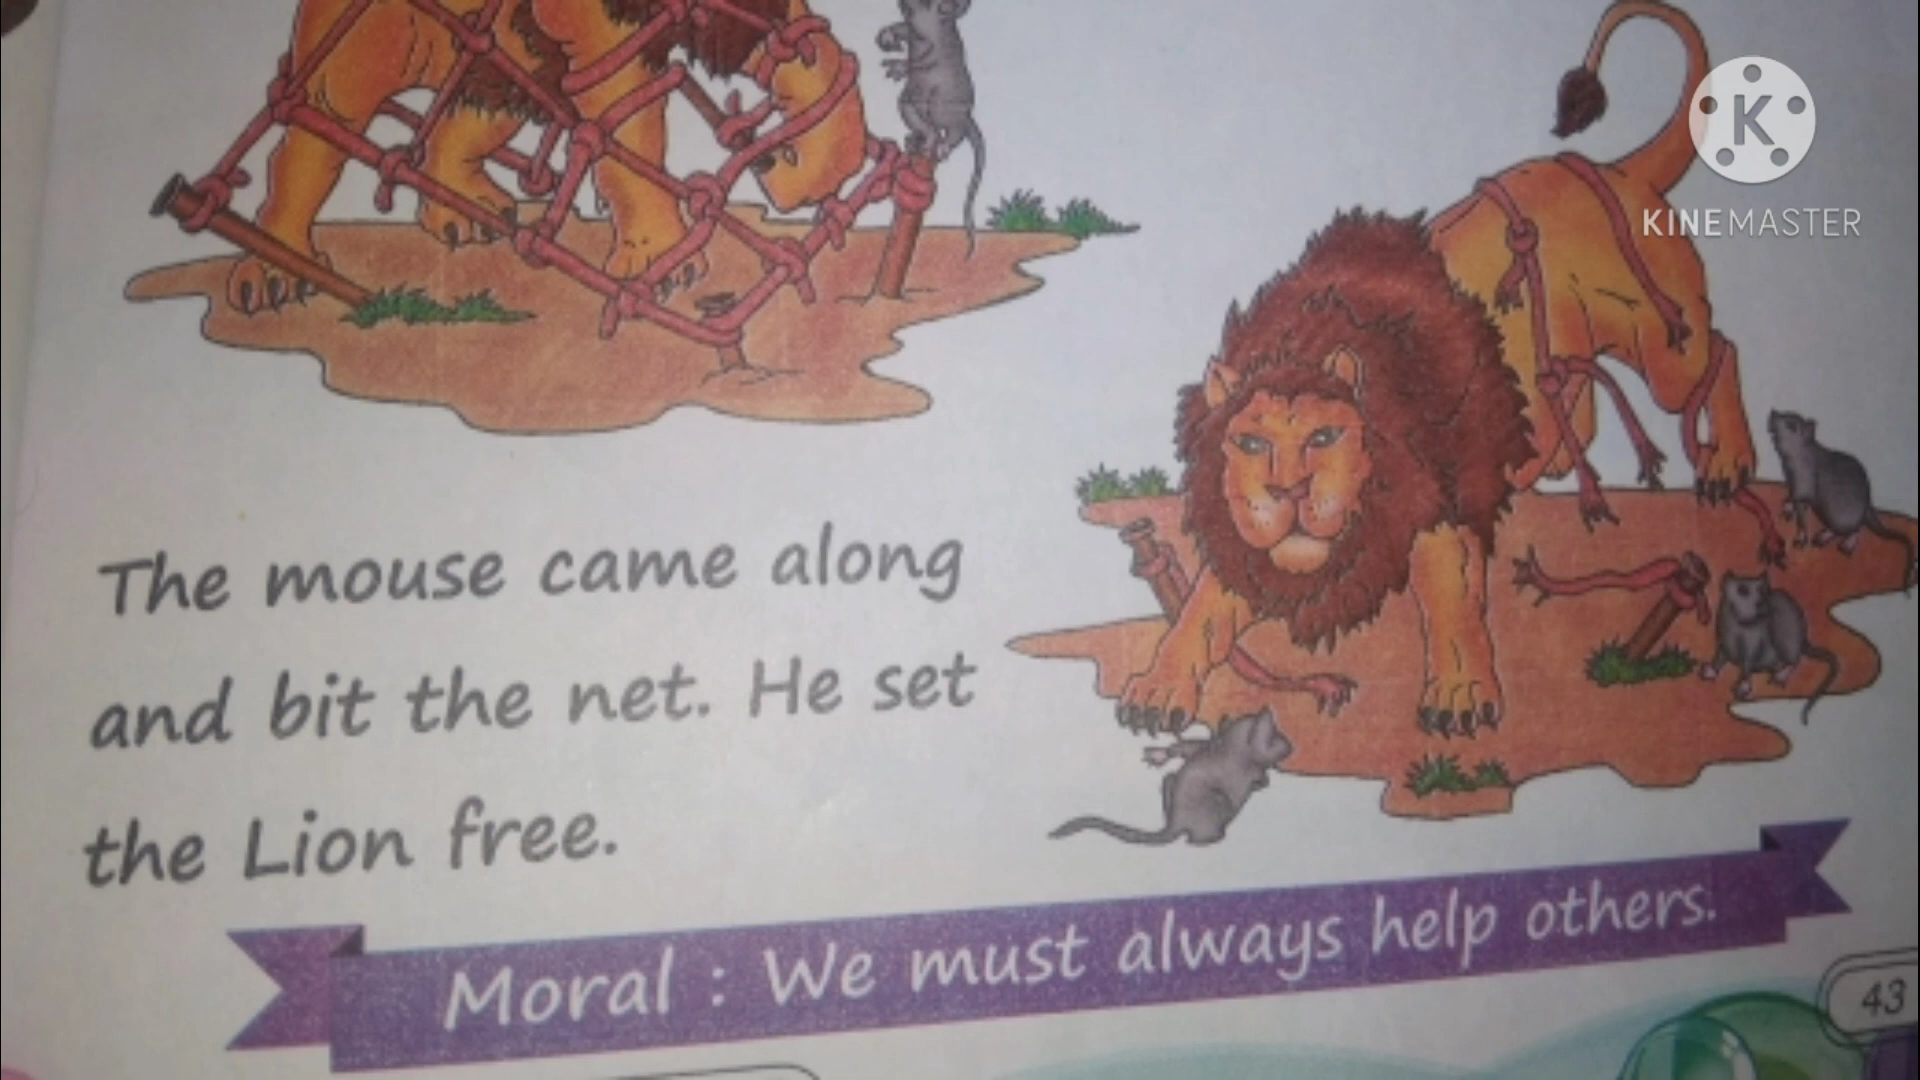 K
KINEMASTER
The mouse came along
and bit the net. He set
the Lion free.
Moral : We must always help others.
43